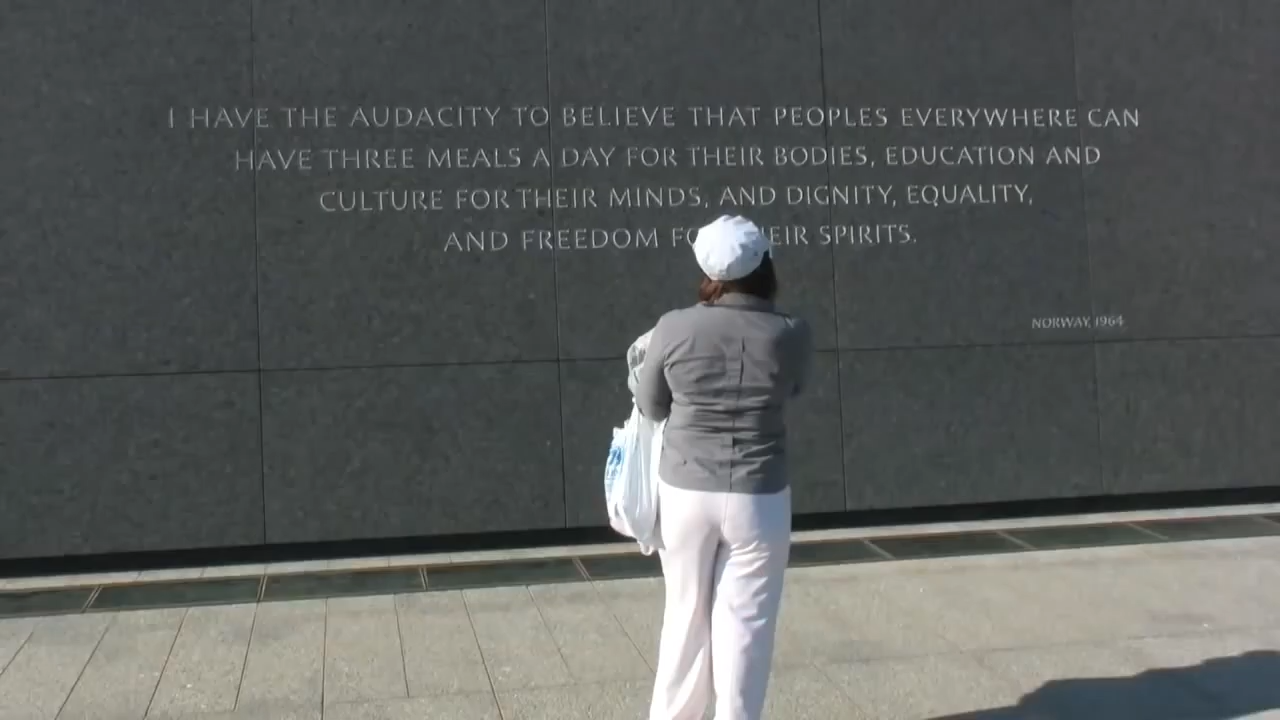 I HAVE THE AUDACITY TO BELIEVE THAT PEOPLES EVERYWHERE CAN
HAVE THREE MEALS A DAY FOR THEIR BODIES, EDUCATION AND
CULTURE FOR THEIR MINDS, AND DIGNITY, EQUALITY,
AND FREEDOM SPIRITS.
NORWAY, 1964